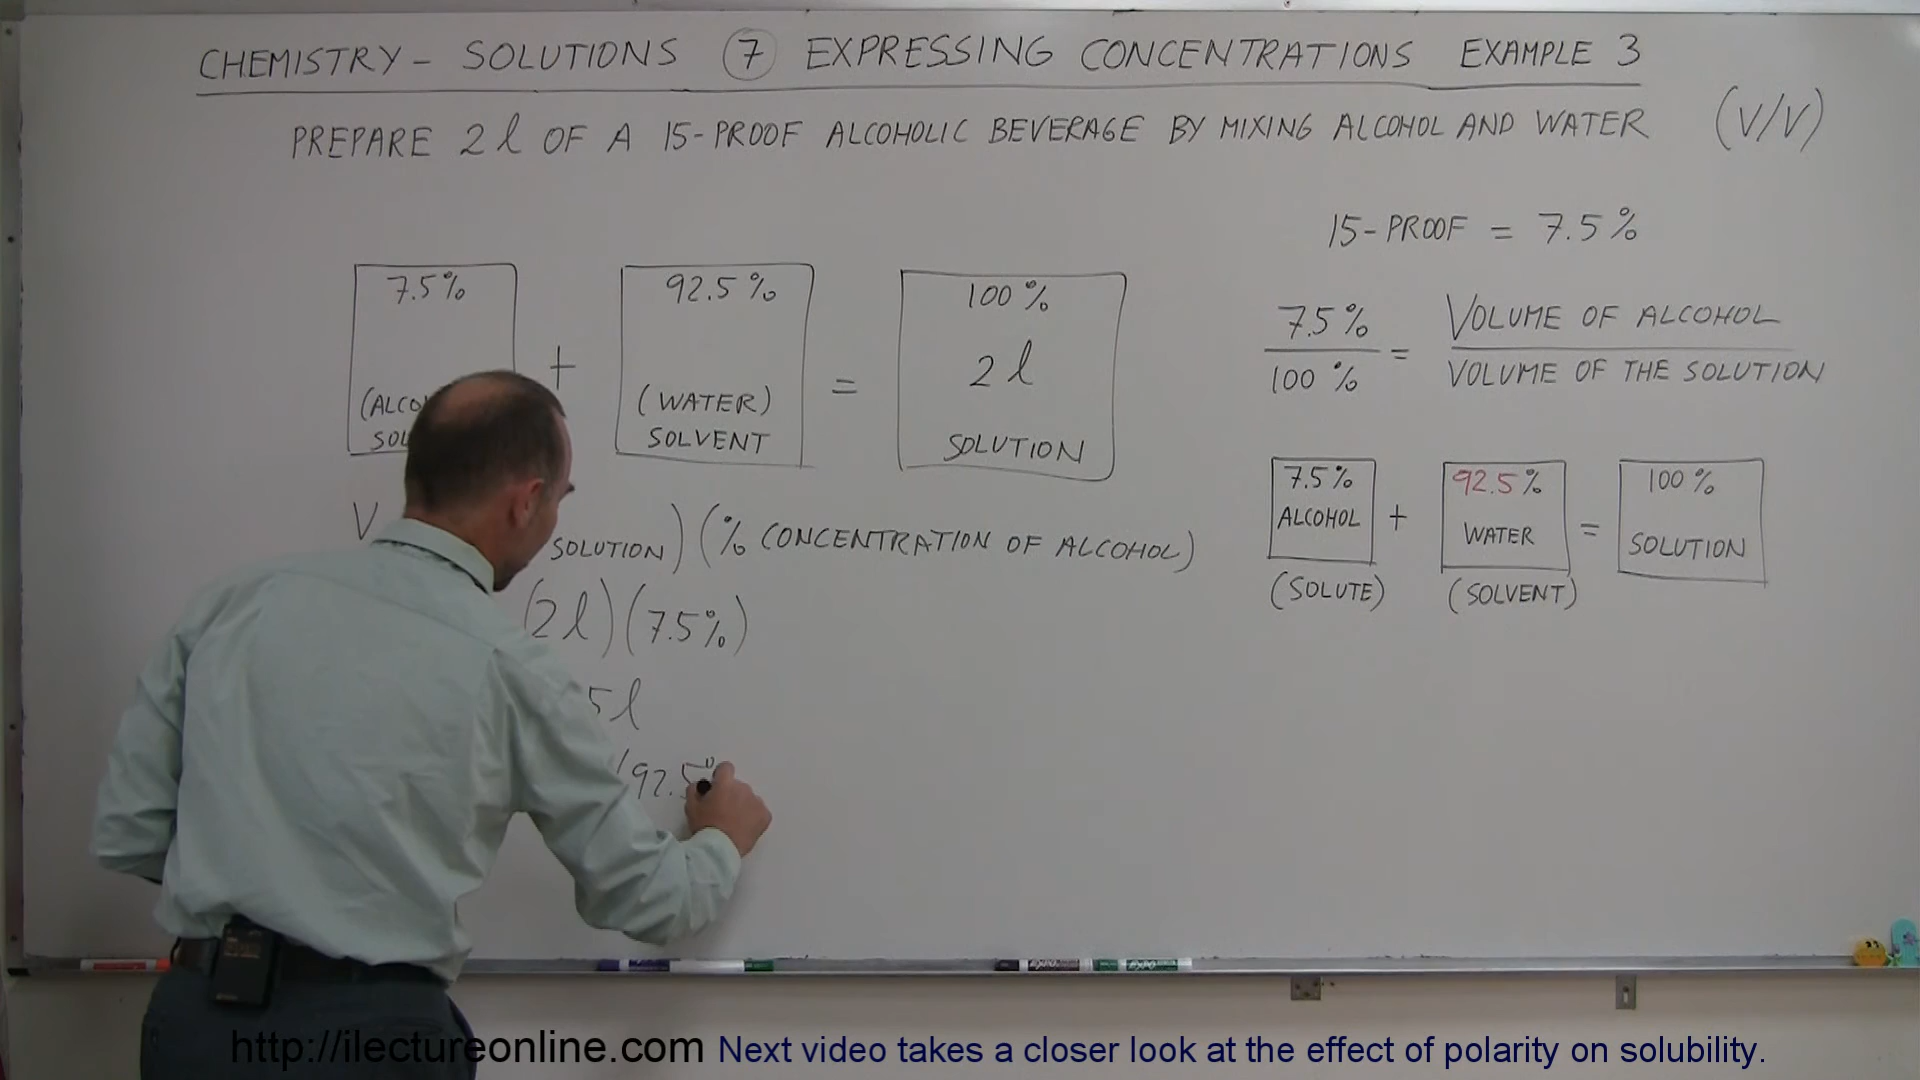 CHEMISTRY - SOLUTIONS 7 EXPRESSING CONCENTRATIONS EXAMPLE 3
PREPARE 2 l OF A 15-PROOF ALCOHOLIC BEVERAGE BY MIXING ALCOHOL AND WATER (V/V)
15-PROOF = 7.5%
7.5% + 92.5% = 100%
2 l
(WATER)
SOLVENT
SOLUTION
7.5% / 100% = VOLUME OF ALCOHOL / VOLUME OF THE SOLUTION
7.5% + 92.5% = 100%
ALCOHOL WATER SOLUTION
(SOLUTE) (SOLVENT)
V SOLUTION) (% CONCENTRATION OF ALCOHOL)
(2 l) (7.5%)
5 l
(92.5%
http://ilectureonline.com Next video takes a closer look at the effect of polarity on solubility.